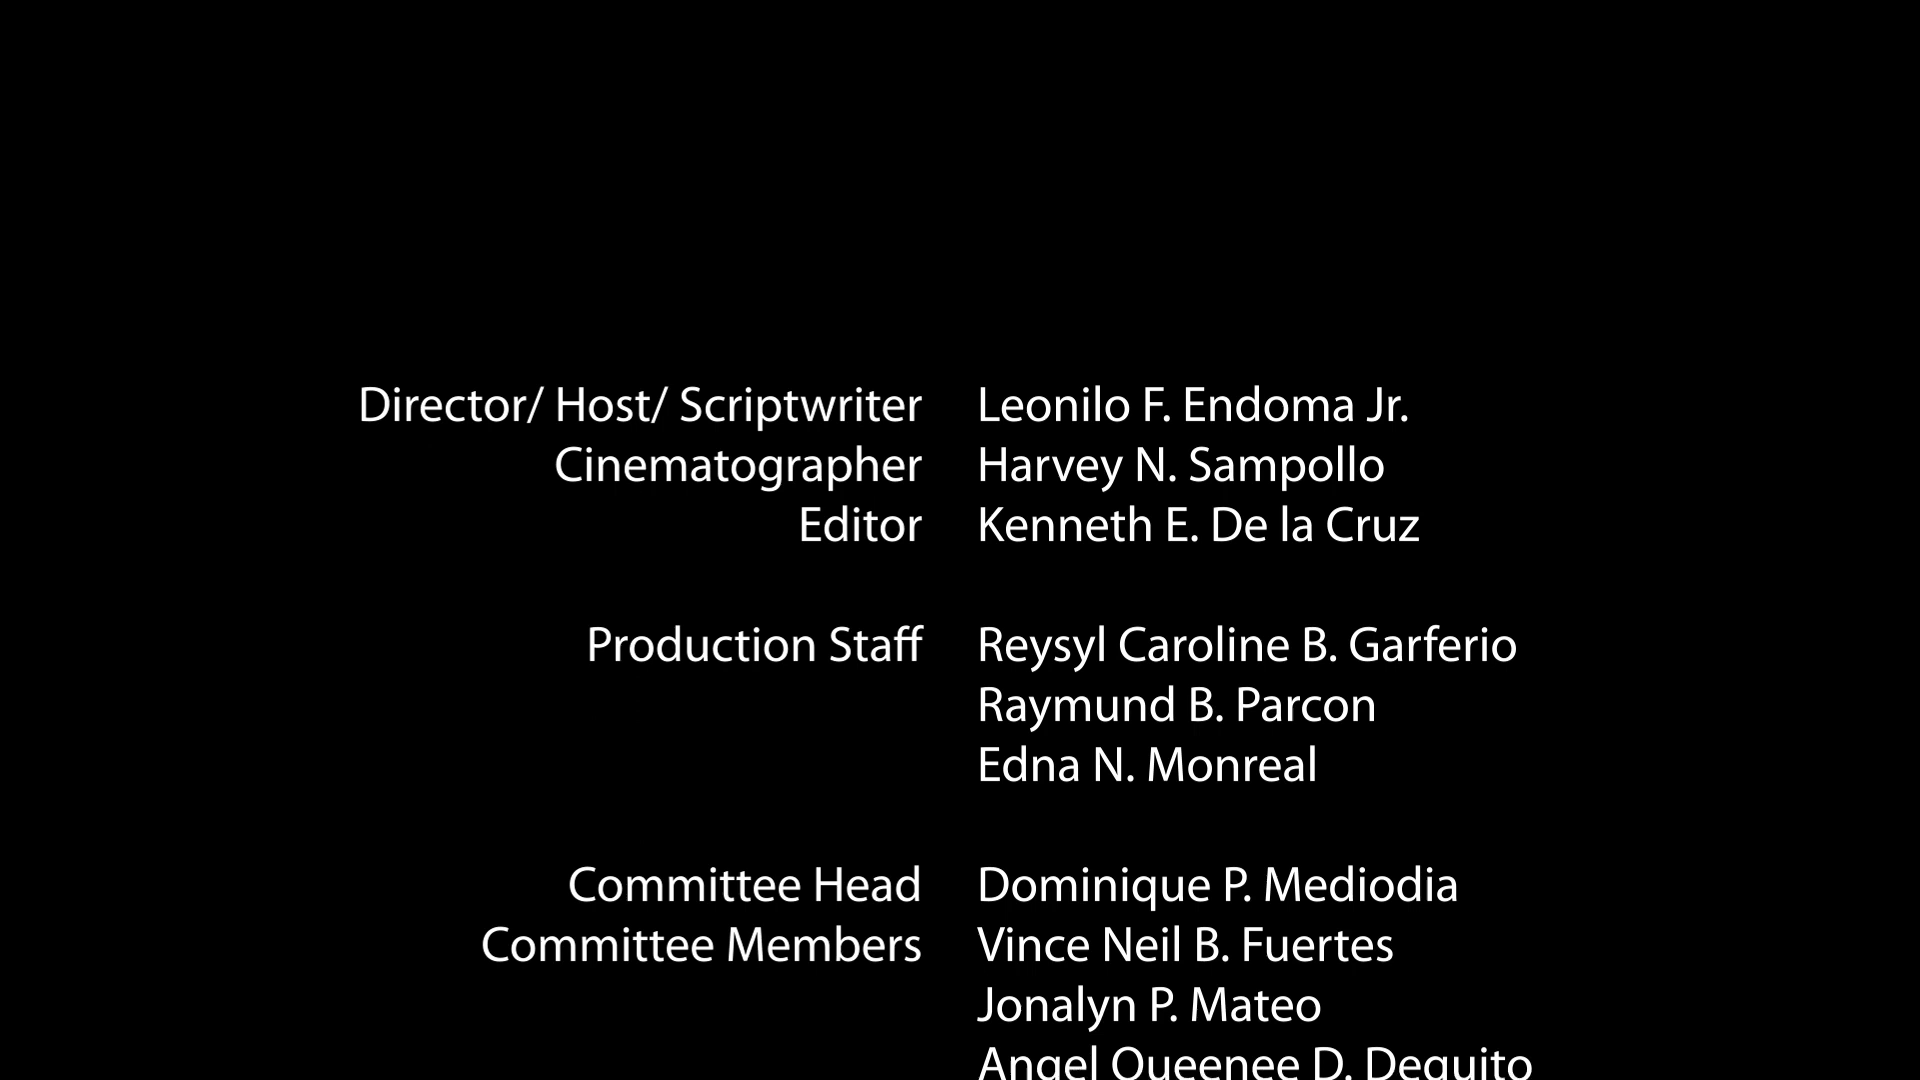 Director/ Host/ Scriptwriter Leonilo F. Endoma Jr.
Cinematographer Harvey N. Sampollo
Editor Kenneth E. De la Cruz
Production Staff Reysyl Caroline B. Garferio
Raymund B. Parcon
Edna N. Monreal
Committee Head Dominique P. Mediodia
Committee Members Vince Neil B. Fuertes
Jonalyn P. Mateo
Angel Queenee D. Dequito